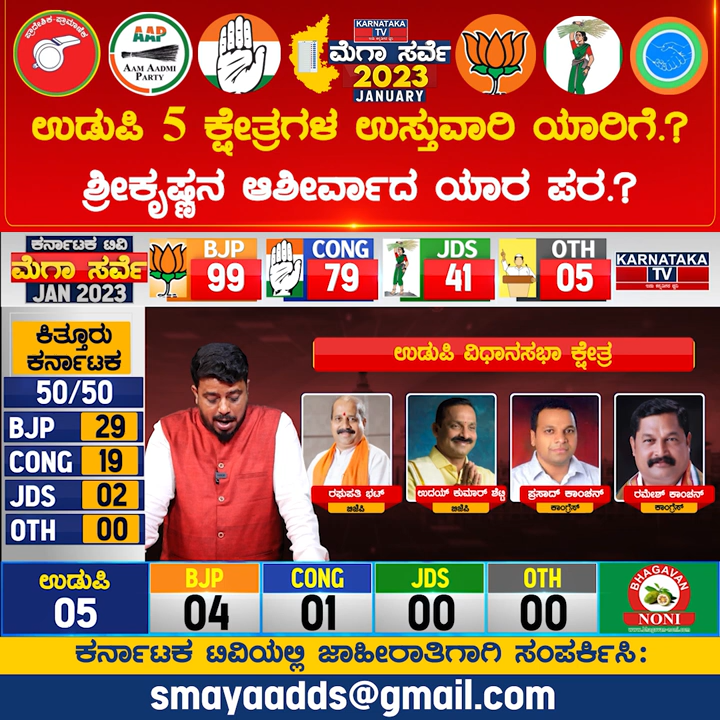 ಪ್ರಾದೇಶಿಕ-ಪ್ರಾಮಾಣಿಕ
AAP
AAM AADMI
PARTY
KARNATAKA
TV
ಮೆಗಾ ಸರ್ವೆ
2023
JANUARY
ಉಡುಪಿ 5 ಕ್ಷೇತ್ರಗಳ ಉಸ್ತುವಾರಿ ಯಾರಿಗೆ.?
ಶ್ರೀಕೃಷ್ಣನ ಆಶೀರ್ವಾದ ಯಾರ ಪರ.?
ಕರ್ನಾಟಕ ಟಿವಿ
ಮೆಗಾ ಸರ್ವೆ
JAN 2023
BJP
99
CONG
79
JDS
41
OTH
05
KARNATAKA
TV
ಕಿತ್ತೂರು
ಕರ್ನಾಟಕ
50/50
BJP 29
CONG 19
JDS 02
OTH 00
ಉಡುಪಿ ವಿಧಾನಸಭಾ ಕ್ಷೇತ್ರ
ರಘುಪತಿ ಭಟ್
ಬಿಜೆಪಿ
ಉದಯ್ ಕುಮಾರ್ ಶೆಟ್ಟಿ
ಬಿಜೆಪಿ
ಪ್ರಸಾದ್ ಕಾಂಚನ್
ಕಾಂಗ್ರೆಸ್
ರಮೇಶ್ ಕಾಂಚನ್
ಕಾಂಗ್ರೆಸ್
ಉಡುಪಿ
05
BJP
04
CONG
01
JDS
00
OTH
00
BHAGAVAN
NONI
ಕರ್ನಾಟಕ ಟಿವಿಯಲ್ಲಿ ಜಾಹೀರಾತಿಗಾಗಿ ಸಂಪರ್ಕಿಸಿ:
smayaadds@gmail.com